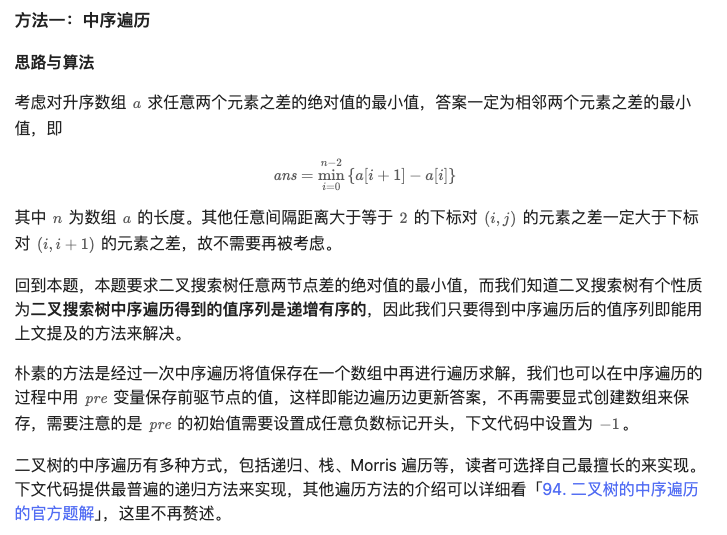 方法一：中序遍历
思路与算法
考虑对升序数组 a 求任意两个元素之差的绝对值的最小值，答案一定为相邻两个元素之差的最小
值，即
ans = min_{i=0}^{n−2} {a[i + 1] − a[i]}
其中 n 为数组 a 的长度。其他任意间隔距离大于等于 2 的下标对 (i, j) 的元素之差一定大于下标
对 (i, i + 1) 的元素之差，故不需要再被考虑。
回到本题，本题要求二叉搜索树任意两节点差的绝对值的最小值，而我们知道二叉搜索树有个性质
为二叉搜索树中序遍历得到的值序列是递增有序的，因此我们只要得到中序遍历后的值序列即能用
上文提及的方法来解决。
朴素的方法是经过一次中序遍历将值保存在一个数组中再进行遍历求解，我们也可以在中序遍历的
过程中用 pre 变量保存前驱节点的值，这样即能边遍历边更新答案，不再需要显式创建数组来保
存，需要注意的是 pre 的初始值需要设置成任意负数标记开头，下文代码中设置为 −1。
二叉树的中序遍历有多种方式，包括递归、栈、Morris 遍历等，读者可选择自己最擅长的来实现。
下文代码提供最普遍的递归方法来实现，其他遍历方法的介绍可以详细看「94. 二叉树的中序遍历
的官方题解」，这里不再赘述。